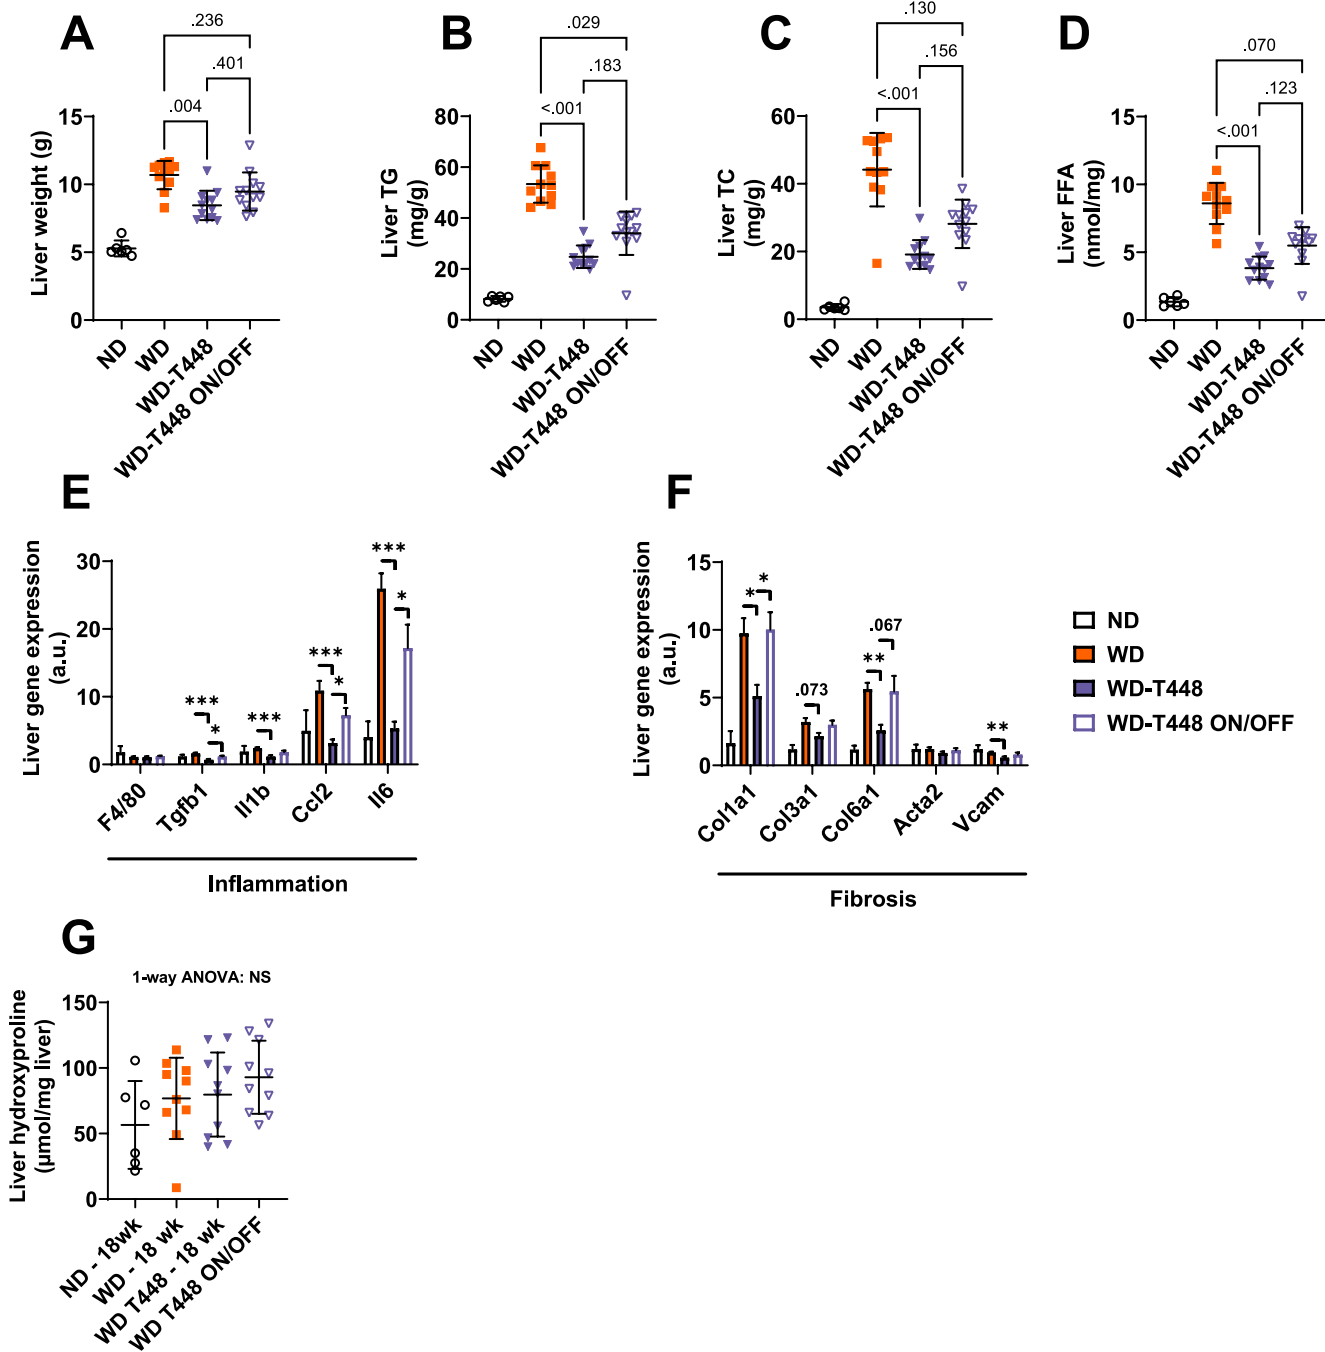 A
.236
.401
.004
Liver weight (g)
15
10
5
0
ND
WD
WD-T448
WD-T448 ON/OFF
B
.029
.183
<.001
Liver TG
(mg/g)
80
60
40
20
0
ND
WD
WD-T448
WD-T448 ON/OFF
C
.130
.156
<.001
Liver TC
(mg/g)
60
40
20
0
ND
WD
WD-T448
WD-T448 ON/OFF
D
.070
.123
<.001
Liver FFA
(nmol/mg)
15
10
5
0
ND
WD
WD-T448
WD-T448 ON/OFF
E
Liver gene expression
(a.u.)
30
20
10
0
***
*
***
***
*
***
*
F4/80
Tgfb1
Il1b
Ccl2
Il6
Inflammation
F
Liver gene expression
(a.u.)
15
10
5
0
*
*
.073
**
.067
**
Col1a1
Col3a1
Col6a1
Acta2
Vcam
Fibrosis
ND
WD
WD-T448
WD-T448 ON/OFF
G
1-way ANOVA: NS
Liver hydroxyproline
(µmol/mg liver)
150
100
50
0
ND - 18wk
WD - 18 wk
WD T448 - 18 wk
WD T448 ON/OFF